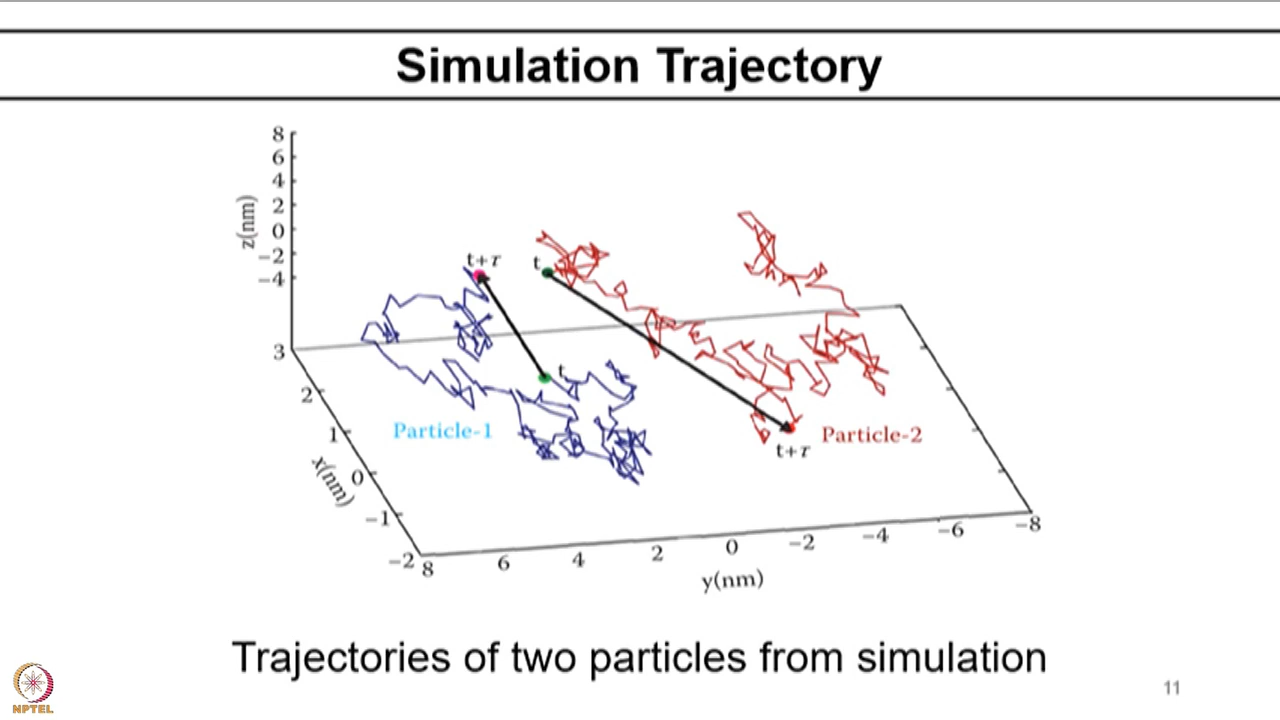 Simulation Trajectory
8
6
4
2
0
−2
−4
z(nm)
t+τ
t
t
3
2
1
0
−1
−2
x(nm)
Particle-1
Particle-2
t+τ
8
6
4
2
0
−2
−4
−6
−8
y(nm)
Trajectories of two particles from simulation
NPTEL
11